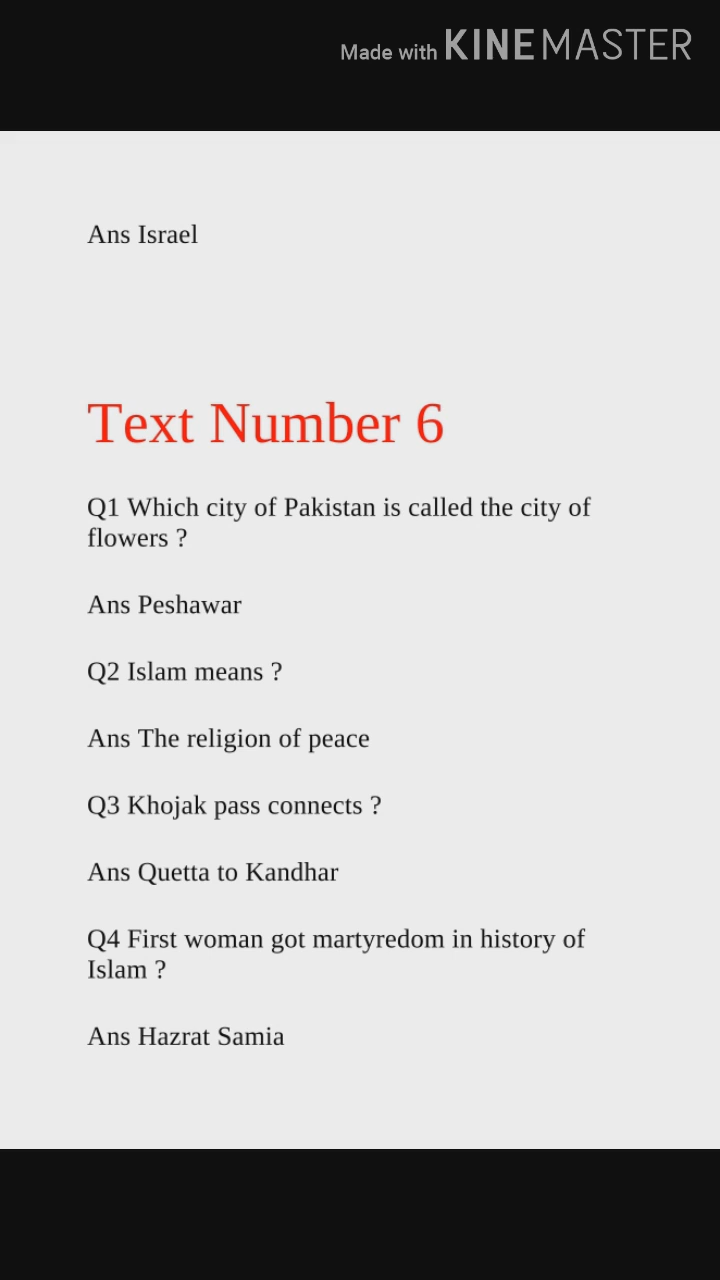 Made with KINEMASTER
Ans Israel
Text Number 6
Q1 Which city of Pakistan is called the city of
flowers ?
Ans Peshawar
Q2 Islam means ?
Ans The religion of peace
Q3 Khojak pass connects ?
Ans Quetta to Kandhar
Q4 First woman got martyredom in history of
Islam ?
Ans Hazrat Samia